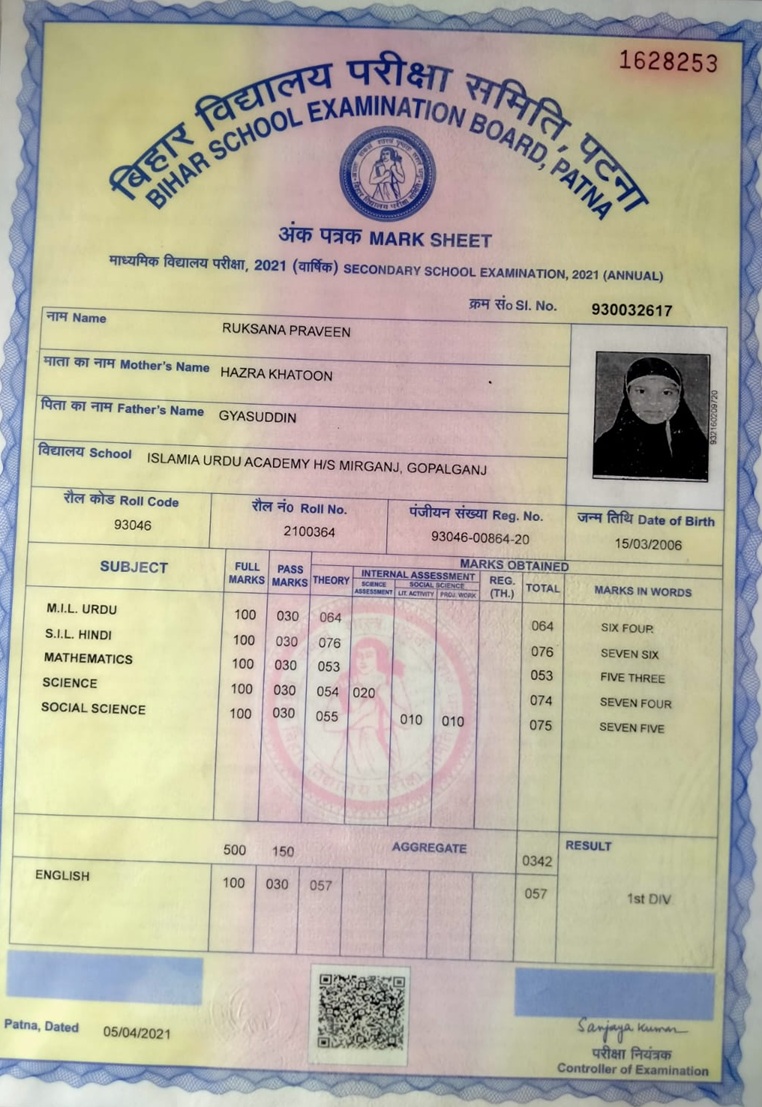 1628253
बिहार विद्यालय परीक्षा समिति, पटना
BIHAR SCHOOL EXAMINATION BOARD, PATNA
अंक पत्रक MARK SHEET
माध्यमिक विद्यालय परीक्षा, 2021 (वार्षिक) SECONDARY SCHOOL EXAMINATION, 2021 (ANNUAL)
क्रम सं० Sl. No. 930032617
नाम Name RUKSANA PRAVEEN
माता का नाम Mother's Name HAZRA KHATOON
पिता का नाम Father's Name GYASUDDIN
932160209720
विद्यालय School ISLAMIA URDU ACADEMY H/S MIRGANJ, GOPALGANJ
रौल कोड Roll Code रौल नं० Roll No. पंजीयन संख्या Reg. No. जन्म तिथि Date of Birth
93046 2100364 93046-00864-20 15/03/2006
MARKS OBTAINED
SUBJECT FULL MARKS PASS MARKS THEORY INTERNAL ASSESSMENT REG. (TH.) TOTAL MARKS IN WORDS
SCIENCE ASSESSMENT SOCIAL SCIENCE
LIT. ACTIVITY PROJ. WORK
M.I.L. URDU 100 030 064 064 SIX FOUR
S.I.L. HINDI 100 030 076 076 SEVEN SIX
MATHEMATICS 100 030 053 053 FIVE THREE
SCIENCE 100 030 054 020 074 SEVEN FOUR
SOCIAL SCIENCE 100 030 055 010 010 075 SEVEN FIVE
500 150 AGGREGATE 0342 RESULT
ENGLISH 100 030 057 057 1st DIV.
Patna, Dated 05/04/2021
Sanjaya Kumar
परीक्षा नियंत्रक
Controller of Examination